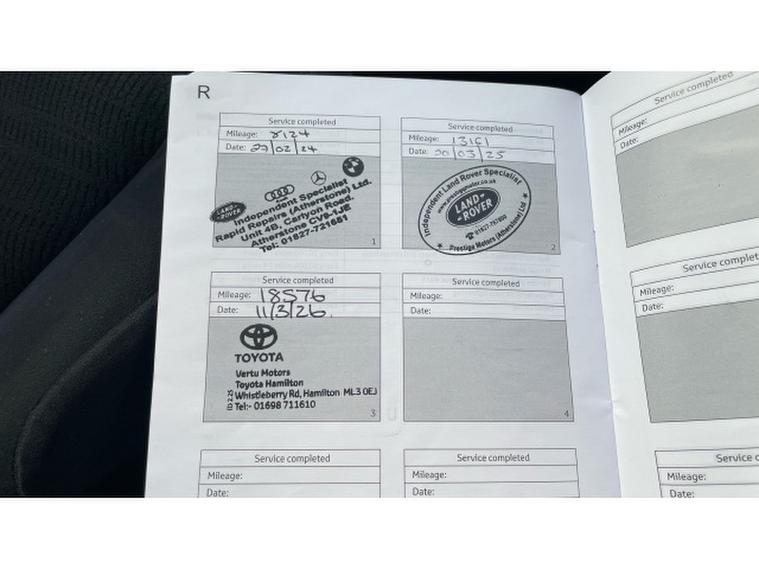 R
Service completed
Mileage: 8124
Date: 27/02/24
LAND ROVER
Independent Specialist
Rapid Repairs (Atherstone) Ltd.
Unit 4B, Carlyon Road.
Atherstone CV9 1JE
Tel: 01827-721681
1
Service completed
Mileage: 13161
Date: 20/03/25
Independent Land Rover Specialist
LAND ROVER
Prestige Motors (Atherstone) Ltd
2
Service completed
Mileage: 18576
Date: 11/3/26.
TOYOTA
Vertu Motors
Toyota Hamilton
Whistleberry Rd, Hamilton ML3 0EJ
Tel:- 01698 711610
3
Service completed
Mileage:
Date:
4
Service completed
Mileage:
Date:
Service completed
Mileage:
Date:
Service completed
Mileage:
Date:
Service complet
Mileage:
Date:
Service c
Mileage:
Date: